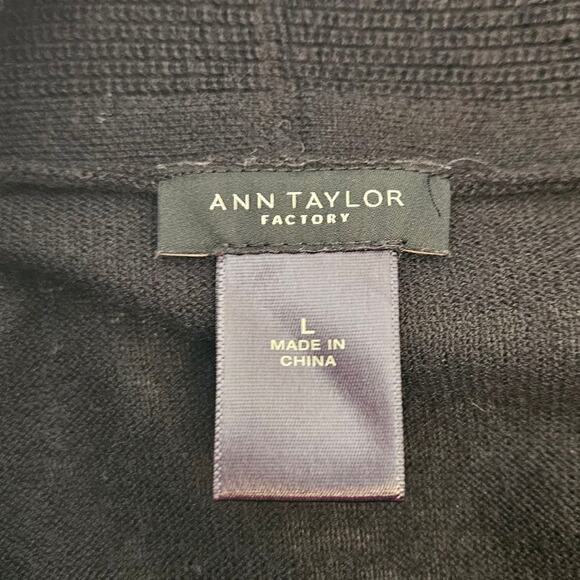 ANN TAYLOR
FACTORY
L
MADE IN
CHINA